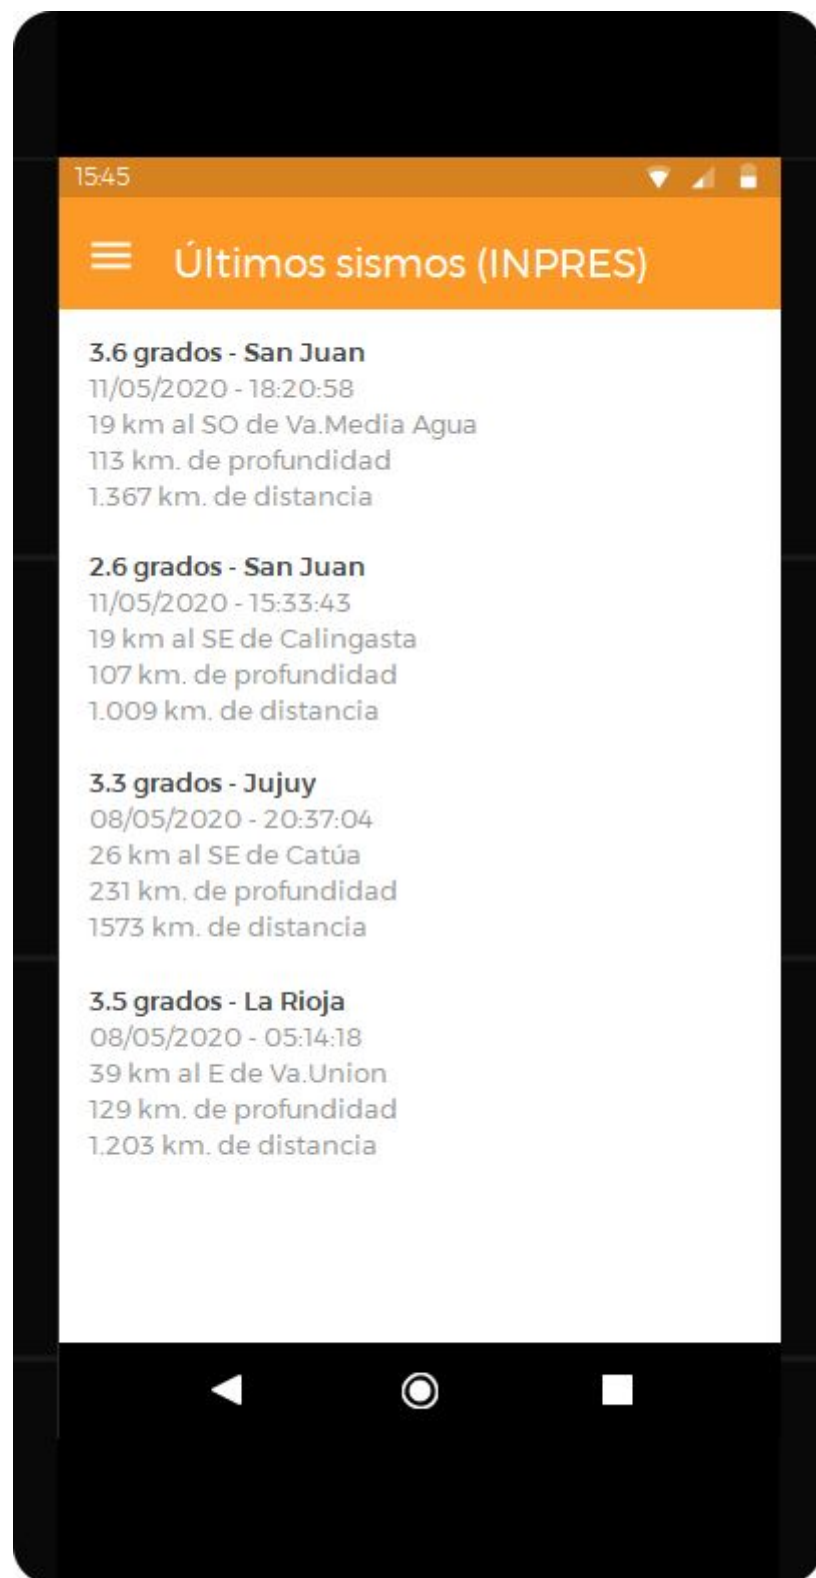 15:45
Últimos sismos (INPRES)
3.6 grados - San Juan
11/05/2020 - 18:20:58
19 km al SO de Va.Media Agua
113 km. de profundidad
1.367 km. de distancia
2.6 grados - San Juan
11/05/2020 - 15:33:43
19 km al SE de Calingasta
107 km. de profundidad
1.009 km. de distancia
3.3 grados - Jujuy
08/05/2020 - 20:37:04
26 km al SE de Catúa
231 km. de profundidad
1573 km. de distancia
3.5 grados - La Rioja
08/05/2020 - 05:14:18
39 km al E de Va.Union
129 km. de profundidad
1.203 km. de distancia